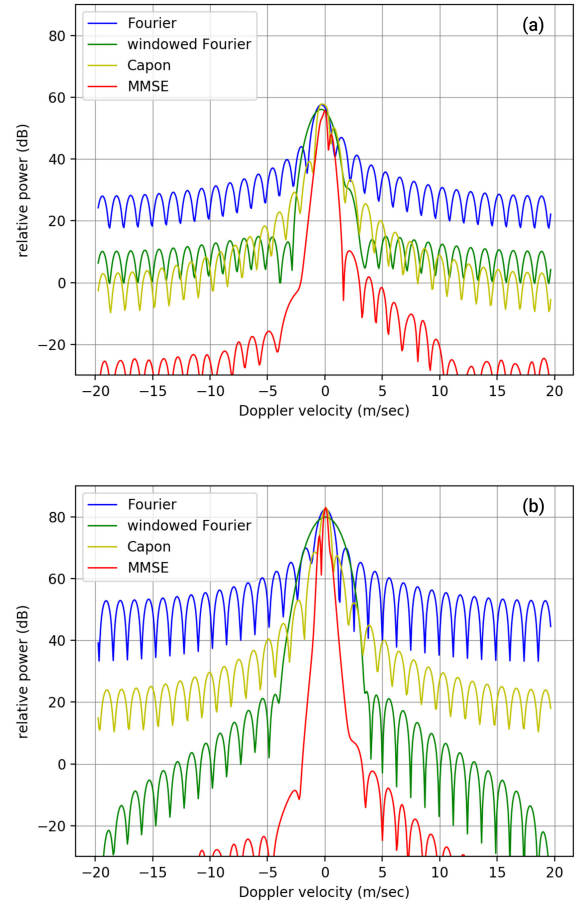 (a)
Fourier
windowed Fourier
Capon
MMSE
80
60
40
20
0
−20
relative power (dB)
−20 −15 −10 −5 0 5 10 15 20
Doppler velocity (m/sec)
(b)
Fourier
windowed Fourier
Capon
MMSE
80
60
40
20
0
−20
relative power (dB)
−20 −15 −10 −5 0 5 10 15 20
Doppler velocity (m/sec)